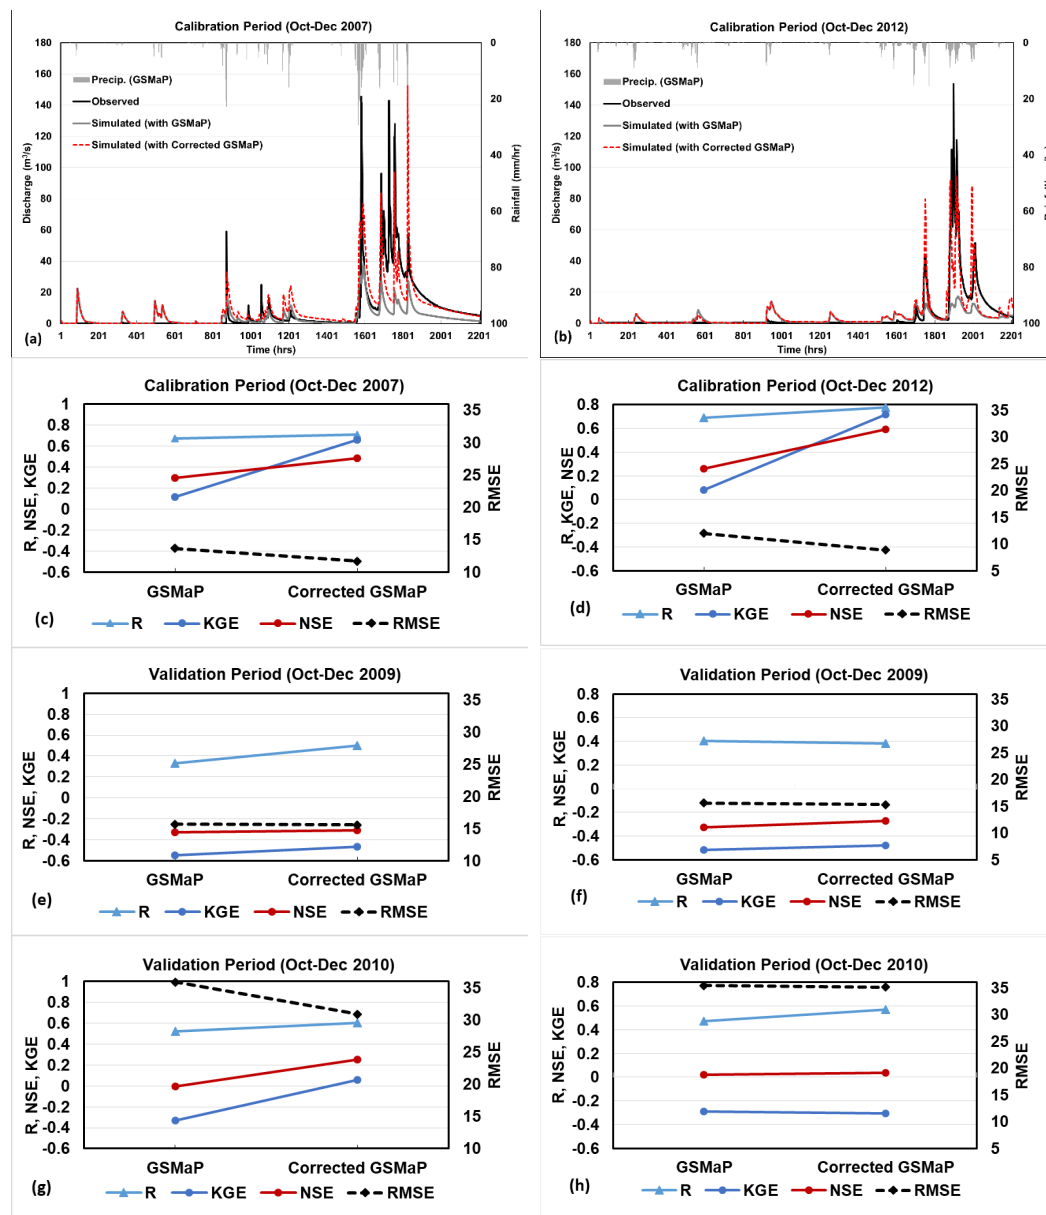 Calibration Period (Oct-Dec 2007)
180
160
140
120
100
80
60
40
20
0
Discharge (m³/s)
0
20
40
60
80
100
Rainfall (mm/hr)
Precip. (GSMaP)
Observed
Simulated (with GSMaP)
Simulated (with Corrected GSMaP)
1 201 401 601 801 1001 1201 1401 1601 1801 2001 2201
Time (hrs)
(a)
Calibration Period (Oct-Dec 2012)
180
160
140
120
100
80
60
40
20
0
Discharge (m³/s)
0
20
40
60
80
100
Precip. (GSMaP)
Observed
Simulated (with GSMaP)
Simulated (with Corrected GSMaP)
1 201 401 601 801 1001 1201 1401 1601 1801 2001 2201
Time (hrs)
(b)
Calibration Period (Oct-Dec 2007)
1
0.8
0.6
0.4
0.2
0
-0.2
-0.4
-0.6
R, NSE, KGE
35
30
25
20
15
10
RMSE
GSMaP Corrected GSMaP
(c)
R KGE NSE RMSE
Calibration Period (Oct-Dec 2012)
0.8
0.6
0.4
0.2
0
-0.2
-0.4
-0.6
R, KGE, NSE
35
30
25
20
15
10
5
RMSE
GSMaP Corrected GSMaP
(d)
R KGE NSE RMSE
Validation Period (Oct-Dec 2009)
1
0.8
0.6
0.4
0.2
0
-0.2
-0.4
-0.6
R, NSE, KGE
35
30
25
20
15
10
RMSE
GSMaP Corrected GSMaP
(e)
R KGE NSE RMSE
Validation Period (Oct-Dec 2009)
0.8
0.6
0.4
0.2
0
-0.2
-0.4
-0.6
R, NSE, KGE
35
30
25
20
15
10
5
RMSE
GSMaP Corrected GSMaP
(f)
R KGE NSE RMSE
Validation Period (Oct-Dec 2010)
1
0.8
0.6
0.4
0.2
0
-0.2
-0.4
-0.6
R, NSE, KGE
35
30
25
20
15
10
RMSE
GSMaP Corrected GSMaP
(g)
R KGE NSE RMSE
Validation Period (Oct-Dec 2010)
0.8
0.6
0.4
0.2
0
-0.2
-0.4
-0.6
R, NSE, KGE
35
30
25
20
15
10
5
RMSE
GSMaP Corrected GSMaP
(h)
R KGE NSE RMSE